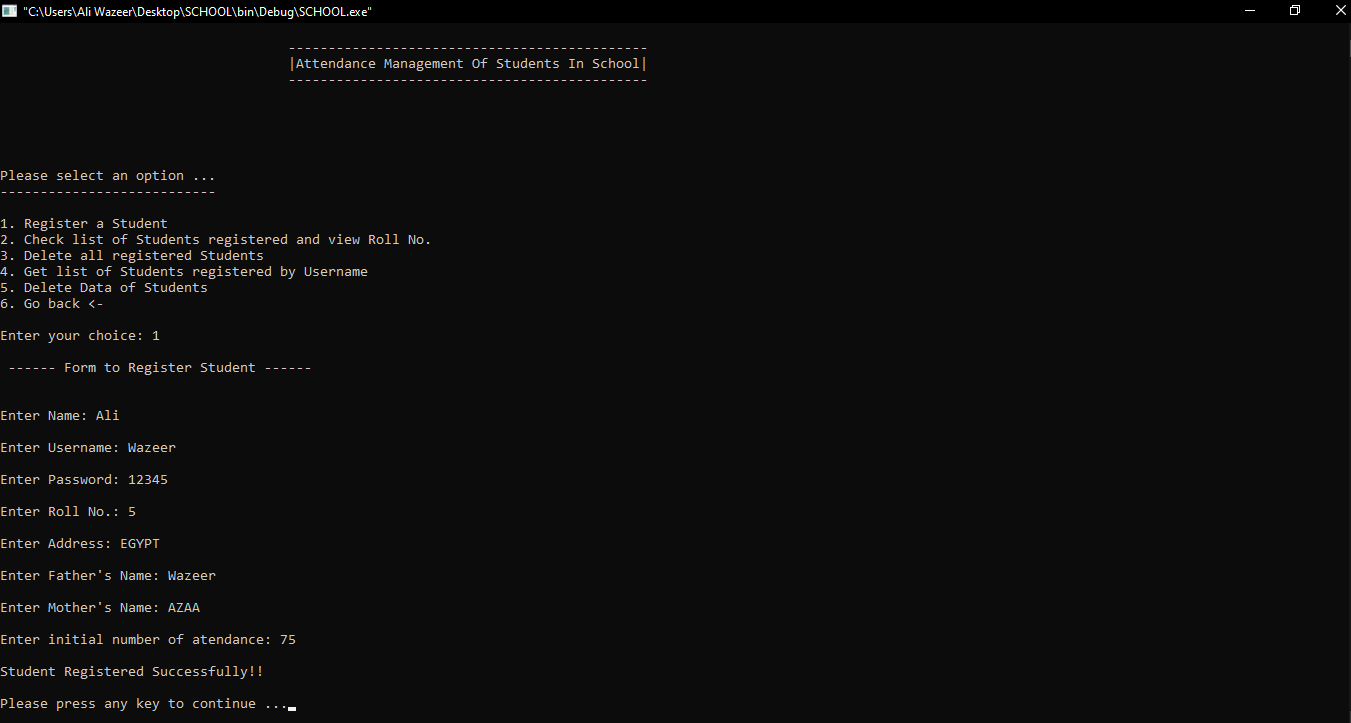 "C:\Users\Ali Wazeer\Desktop\SCHOOL\bin\Debug\SCHOOL.exe"
---------------------------------------------
|Attendance Management Of Students In School|
---------------------------------------------
Please select an option ...
---------------------------
1. Register a Student
2. Check list of Students registered and view Roll No.
3. Delete all registered Students
4. Get list of Students registered by Username
5. Delete Data of Students
6. Go back <-
Enter your choice: 1
------ Form to Register Student ------
Enter Name: Ali
Enter Username: Wazeer
Enter Password: 12345
Enter Roll No.: 5
Enter Address: EGYPT
Enter Father's Name: Wazeer
Enter Mother's Name: AZAA
Enter initial number of atendance: 75
Student Registered Successfully!!
Please press any key to continue ...